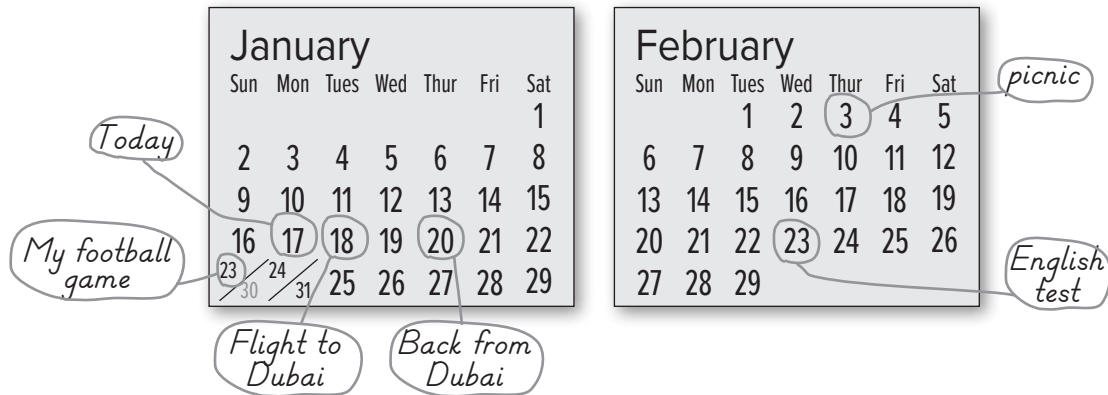 January
Sun Mon Tues Wed Thur Fri Sat
1
2 3 4 5 6 7 8
9 10 11 12 13 14 15
16 17 18 19 20 21 22
23/30 24/31 25 26 27 28 29
Today
My football
game
Flight to
Dubai
Back from
Dubai
February
Sun Mon Tues Wed Thur Fri Sat
1 2 3 4 5
6 7 8 9 10 11 12
13 14 15 16 17 18 19
20 21 22 23 24 25 26
27 28 29
picnic
English
test